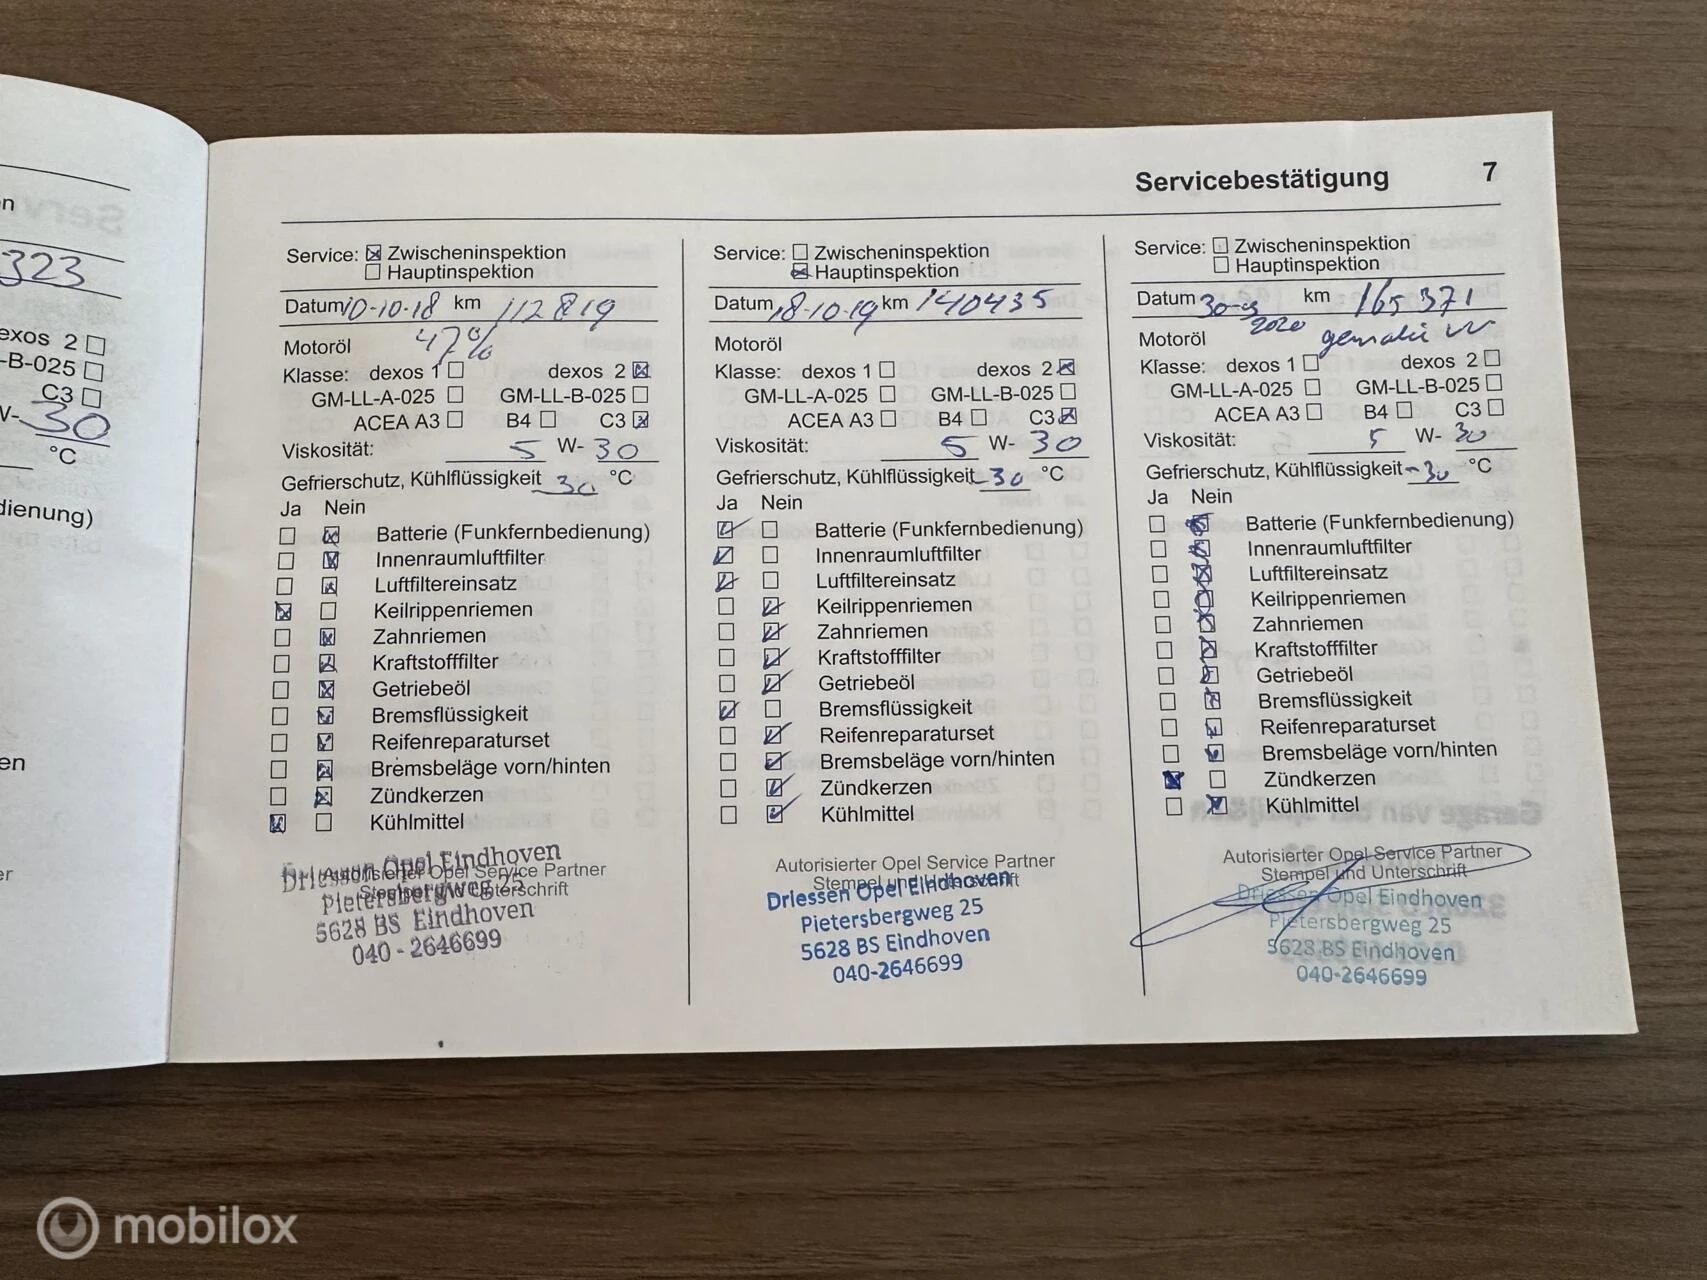 323
exos 2
-B-025
C3
W- 30
°C
dienung)
en
Servicebestätigung 7
Service: Zwischeninspektion
Hauptinspektion
Datum 10-10-18 km 112819
47%
Motoröl
Klasse: dexos 1 dexos 2
GM-LL-A-025 GM-LL-B-025
ACEA A3 B4 C3
Viskosität: 5 W- 30
Gefrierschutz, Kühlflüssigkeit -30 °C
Ja Nein
Batterie (Funkfernbedienung)
Innenraumluftfilter
Luftfiltereinsatz
Keilrippenriemen
Zahnriemen
Kraftstofffilter
Getriebeöl
Bremsflüssigkeit
Reifenreparaturset
Bremsbeläge vorn/hinten
Zündkerzen
Kühlmittel
Autorisierter Opel Service Partner
Stempel und Unterschrift
Driessen Opel Eindhoven
Pietersbergweg 25
5628 BS Eindhoven
040 - 2646699
Service: Zwischeninspektion
Hauptinspektion
Datum 18-10-19 km 140435
Motoröl
Klasse: dexos 1 dexos 2
GM-LL-A-025 GM-LL-B-025
ACEA A3 B4 C3
Viskosität: 5 W- 30
Gefrierschutz, Kühlflüssigkeit -30 °C
Ja Nein
Batterie (Funkfernbedienung)
Innenraumluftfilter
Luftfiltereinsatz
Keilrippenriemen
Zahnriemen
Kraftstofffilter
Getriebeöl
Bremsflüssigkeit
Reifenreparaturset
Bremsbeläge vorn/hinten
Zündkerzen
Kühlmittel
Autorisierter Opel Service Partner
Stempel und Unterschrift
Driessen Opel Eindhoven
Pietersbergweg 25
5628 BS Eindhoven
040-2646699
Service: Zwischeninspektion
Hauptinspektion
Datum 30-9 2020 km 165371
Motoröl
Klasse: dexos 1 dexos 2
GM-LL-A-025 GM-LL-B-025
ACEA A3 B4 C3
Viskosität: 5 W- 30
Gefrierschutz, Kühlflüssigkeit -30 °C
Ja Nein
Batterie (Funkfernbedienung)
Innenraumluftfilter
Luftfiltereinsatz
Keilrippenriemen
Zahnriemen
Kraftstofffilter
Getriebeöl
Bremsflüssigkeit
Reifenreparaturset
Bremsbeläge vorn/hinten
Zündkerzen
Kühlmittel
Autorisierter Opel Service Partner
Stempel und Unterschrift
Driessen Opel Eindhoven
Pietersbergweg 25
5628 BS Eindhoven
040-2646699
mobilox